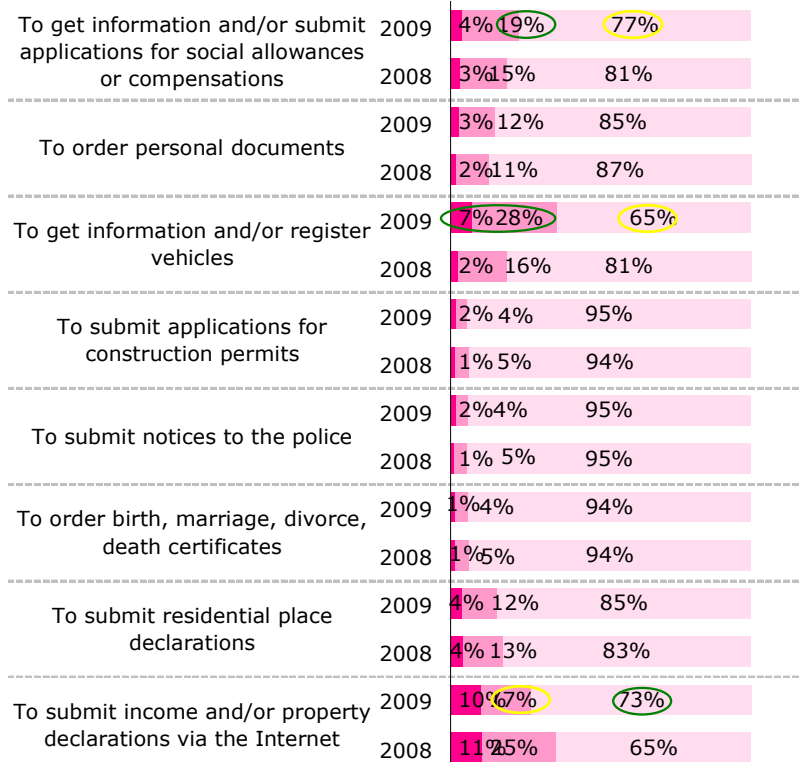 To get information and/or submit
applications for social allowances
or compensations
2009 4% 19% 77%
2008 3% 15% 81%
To order personal documents
2009 3% 12% 85%
2008 2% 11% 87%
To get information and/or register
vehicles
2009 7% 28% 65%
2008 2% 16% 81%
To submit applications for
construction permits
2009 2% 4% 95%
2008 1% 5% 94%
To submit notices to the police
2009 2% 4% 95%
2008 1% 5% 95%
To order birth, marriage, divorce,
death certificates
2009 1% 4% 94%
2008 1% 5% 94%
To submit residential place
declarations
2009 4% 12% 85%
2008 4% 13% 83%
To submit income and/or property
declarations via the Internet
2009 10% 17% 73%
2008 11% 25% 65%